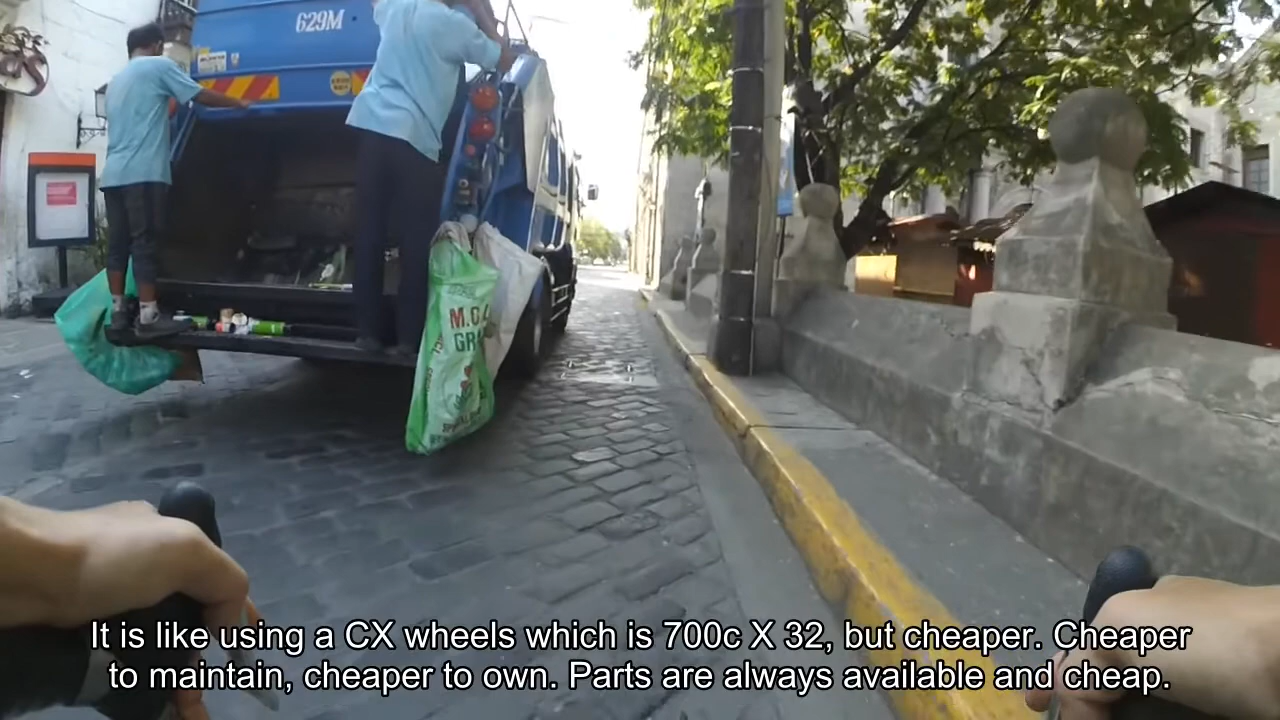 629M
M.G.
GR
It is like using a CX wheels which is 700c X 32, but cheaper. Cheaper
to maintain, cheaper to own. Parts are always available and cheap.